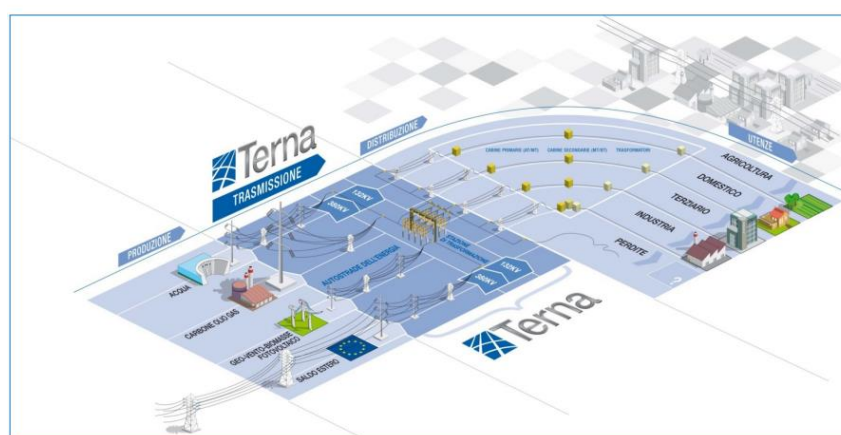 Terna
TRASMISSIONE
PRODUZIONE
DISTRIBUZIONE
UTENZE
CABINE PRIMARIE (AT-MT)
CABINE SECONDARIE (MT-BT)
TRASFORMATORI
132KV
380KV
AUTOSTRADE DELL'ENERGIA
STAZIONI
DI TRASFORMAZIONE
132KV
380KV
ACQUA
CARBONE OLIO GAS
GEO-VENTO-BIOMASSE
FOTOVOLTAICO
SALDO ESTERO
AGRICOLTURA
DOMESTICO
TERZIARIO
INDUSTRIA
PERDITE
?
Terna